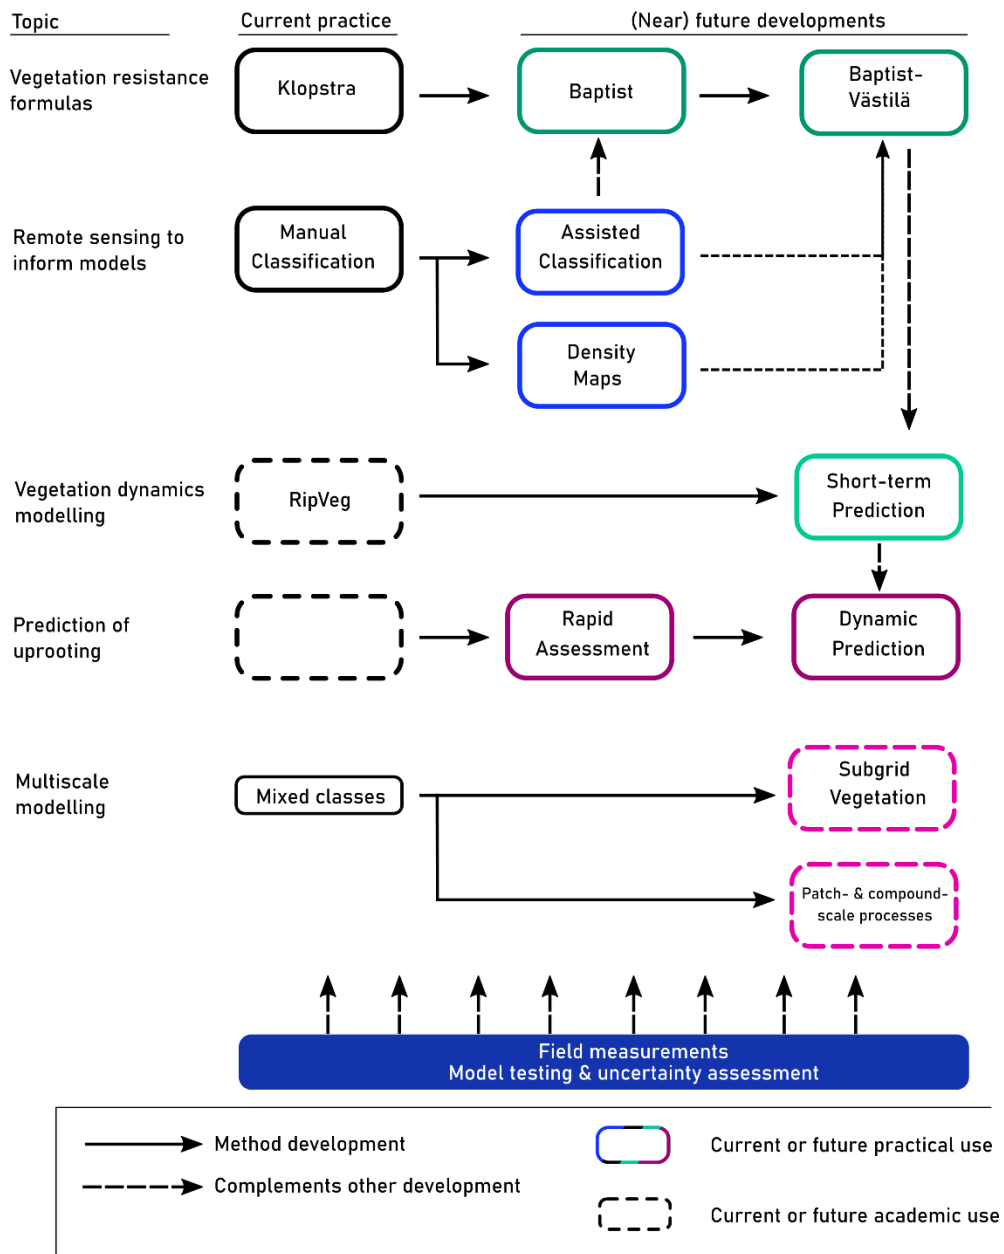 Topic
Current practice
(Near) future developments
Vegetation resistance
formulas
Klopstra
Baptist
Baptist-
Västilä
Remote sensing to
inform models
Manual
Classification
Assisted
Classification
Density
Maps
Vegetation dynamics
modelling
RipVeg
Short-term
Prediction
Prediction of
uprooting
Rapid
Assessment
Dynamic
Prediction
Multiscale
modelling
Mixed classes
Subgrid
Vegetation
Patch- & compound-
scale processes
Field measurements
Model testing & uncertainty assessment
Method development
Complements other development
Current or future practical use
Current or future academic use